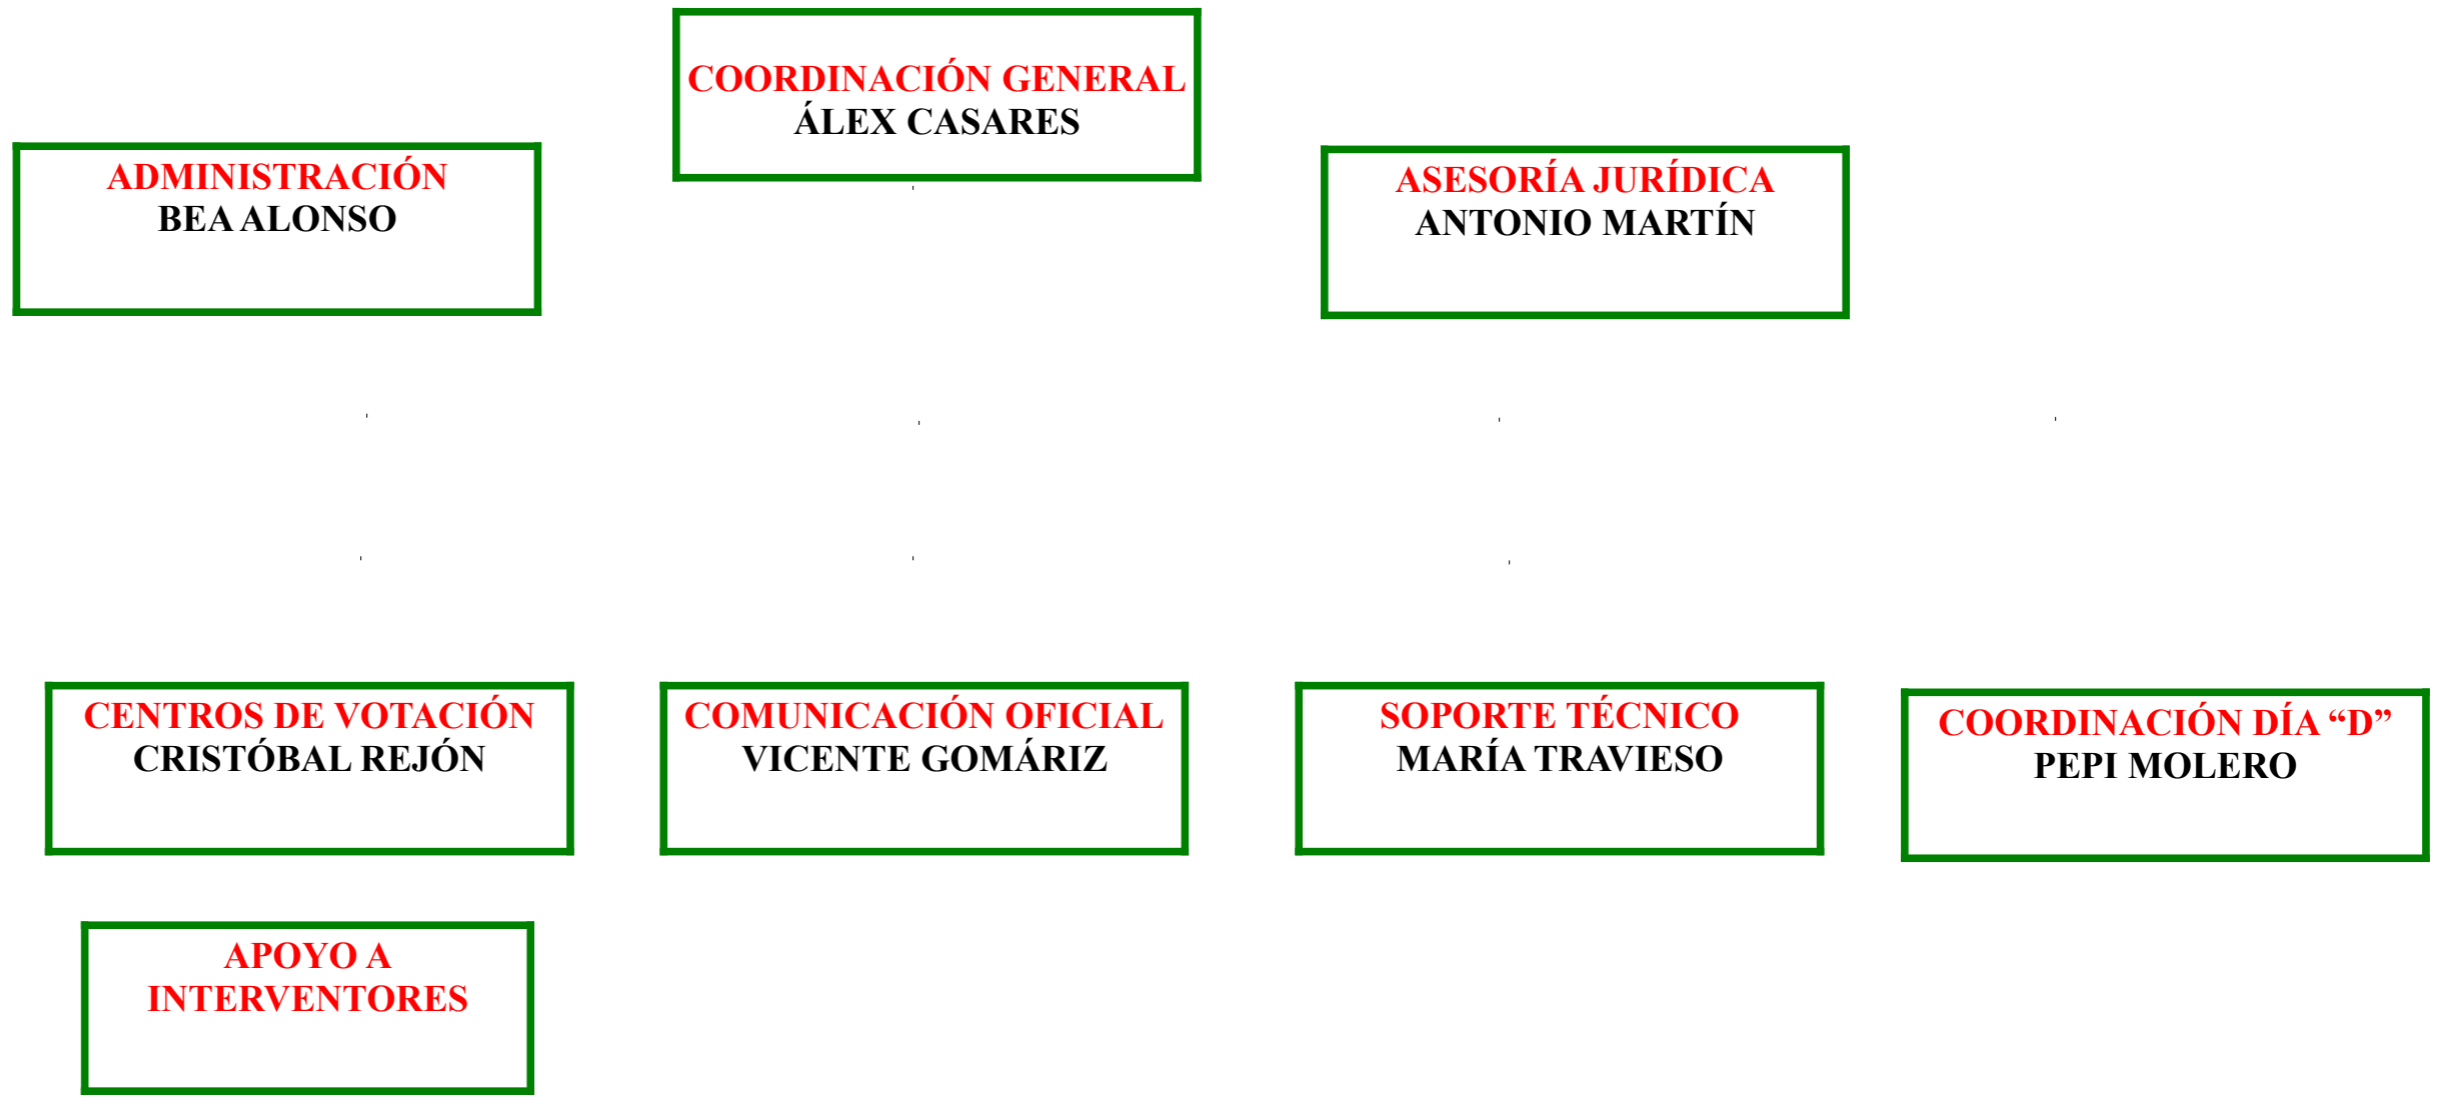 COORDINACIÓN GENERAL
ÁLEX CASARES
ADMINISTRACIÓN
BEA ALONSO
ASESORÍA JURÍDICA
ANTONIO MARTÍN
CENTROS DE VOTACIÓN
CRISTÓBAL REJÓN
COMUNICACIÓN OFICIAL
VICENTE GOMÁRIZ
SOPORTE TÉCNICO
MARÍA TRAVIESO
COORDINACIÓN DÍA “D”
PEPI MOLERO
APOYO A
INTERVENTORES